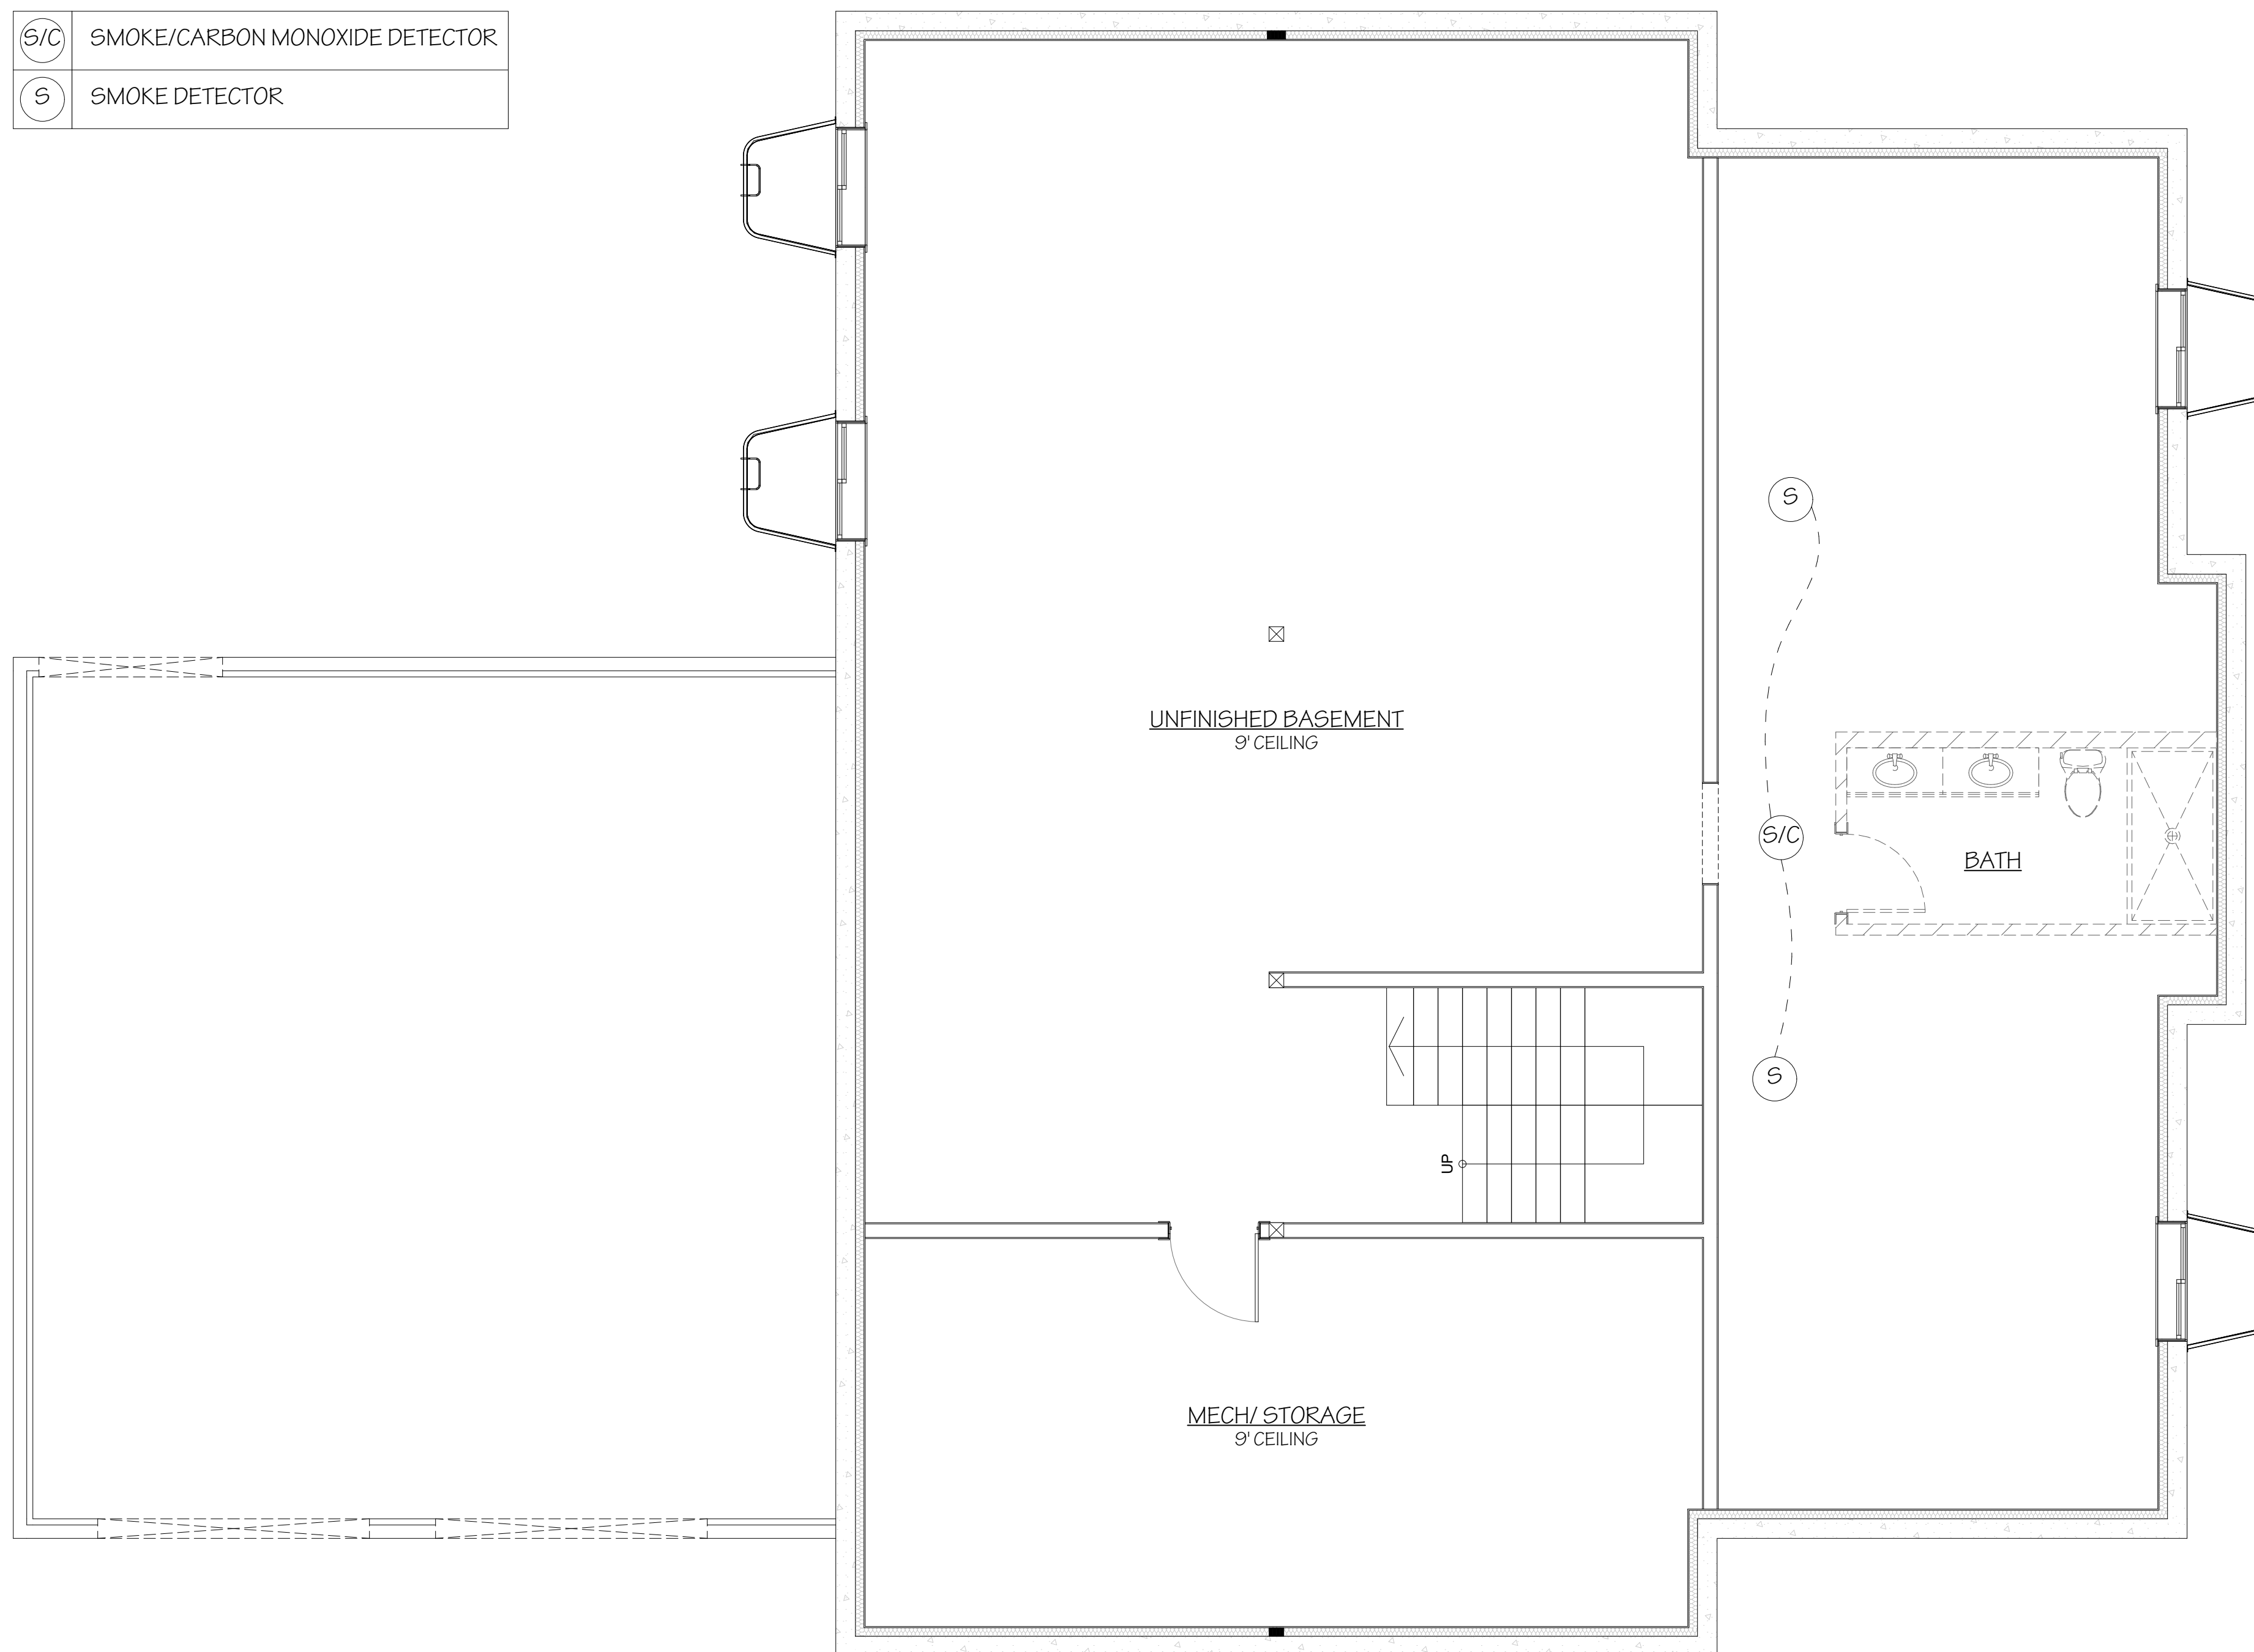 S/C SMOKE/CARBON MONOXIDE DETECTOR
S SMOKE DETECTOR
S
UNFINISHED BASEMENT
9' CEILING
S/C
BATH
S
UP
MECH/ STORAGE
9' CEILING